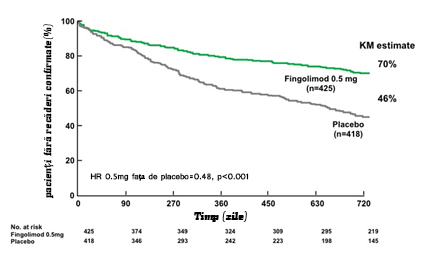 pacienți fără recăderi confirmate(%)
100
80
60
40
20
0
KM estimate
70%
Fingolimod 0.5 mg
(n=425)
46%
Placebo
(n=418)
HR 0.5mg fața de placebo=0.48, p<0.001
0 90 180 270 360 450 630 720
Timp (zile)
No. at risk
Fingolimod 0.5mg 425 374 349 324 309 295 219
Placebo 418 346 293 242 223 198 145